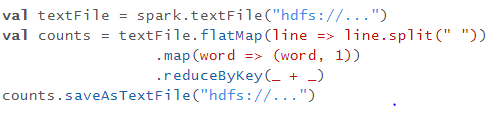 val textFile = spark.textFile("hdfs://...")
val counts = textFile.flatMap(line => line.split(" "))
.map(word => (word, 1))
.reduceByKey(_ + _)
counts.saveAsTextFile("hdfs://...")